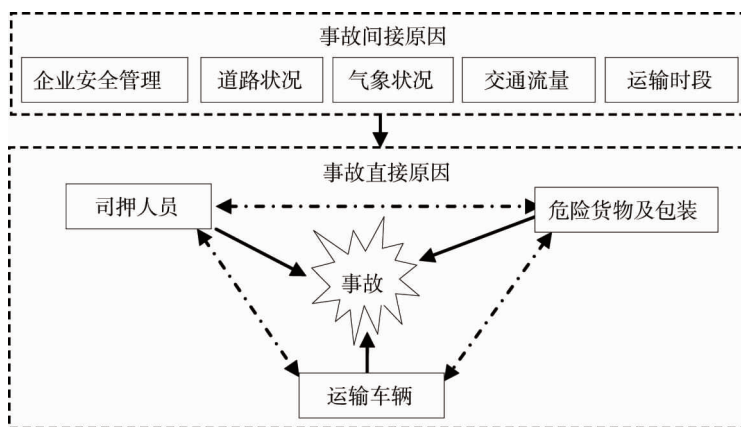 事故间接原因
企业安全管理 道路状况 气象状况 交通流量 运输时段
事故直接原因
司押人员 危险货物及包装
事故
运输车辆